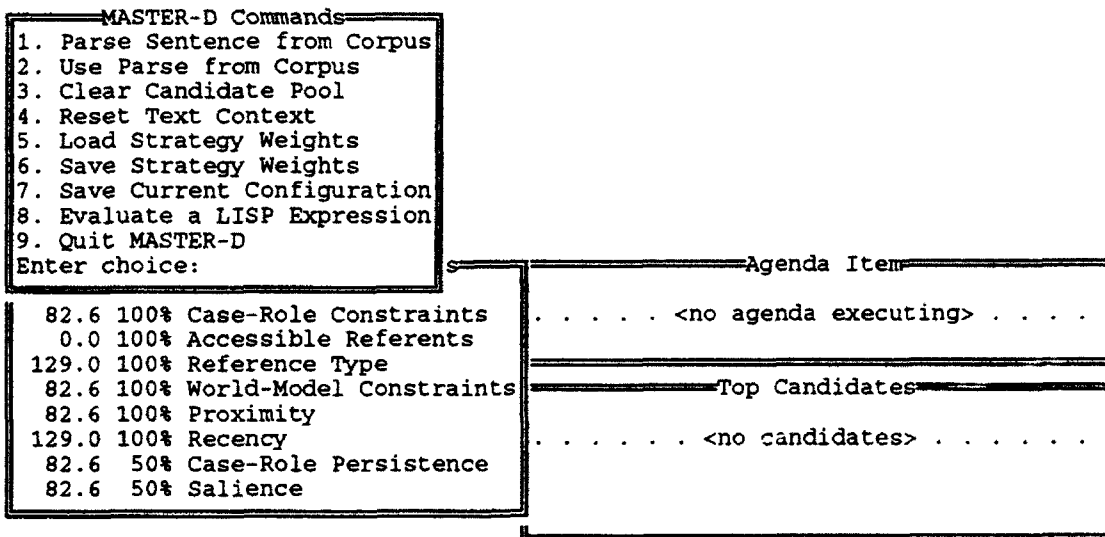 MASTER-D Commands
1. Parse Sentence from Corpus
2. Use Parse from Corpus
3. Clear Candidate Pool
4. Reset Text Context
5. Load Strategy Weights
6. Save Strategy Weights
7. Save Current Configuration
8. Evaluate a LISP Expression
9. Quit MASTER-D
Enter choice:
s
82.6 100% Case-Role Constraints
0.0 100% Accessible Referents
129.0 100% Reference Type
82.6 100% World-Model Constraints
82.6 100% Proximity
129.0 100% Recency
82.6 50% Case-Role Persistence
82.6 50% Salience
Agenda Item
. . . . . <no agenda executing> . . . .
Top Candidates
. . . . . . . <no candidates> . . . . . .